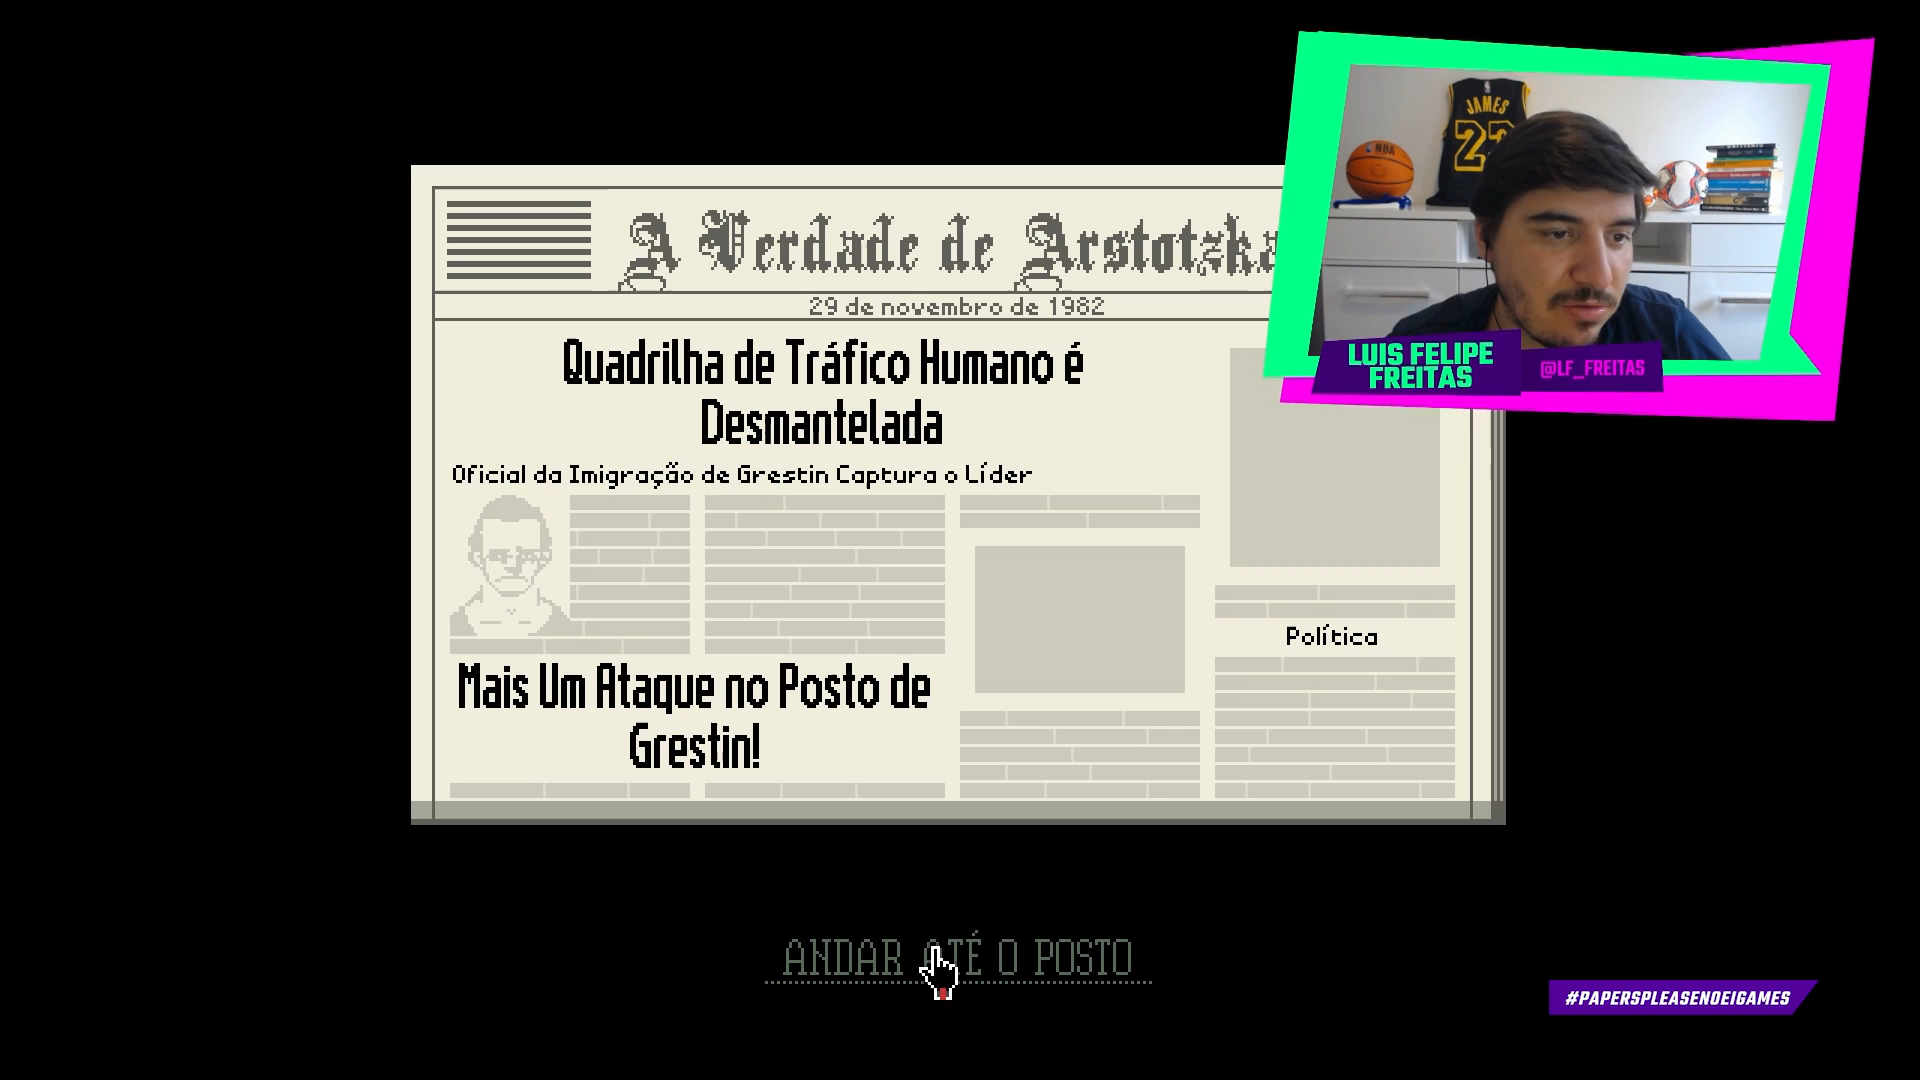 A Verdade de Arstotzka
29 de novembro de 1982
Quadrilha de Tráfico Humano é
Desmantelada
Oficial da Imigração de Grestin Captura o Líder
Política
Mais Um Ataque no Posto de
Grestin!
ANDAR ATÉ O POSTO
NBA
JAMES
23
LUIS FELIPE
FREITAS
@LF_FREITAS
#PAPERSPLEASENOEIGAMES